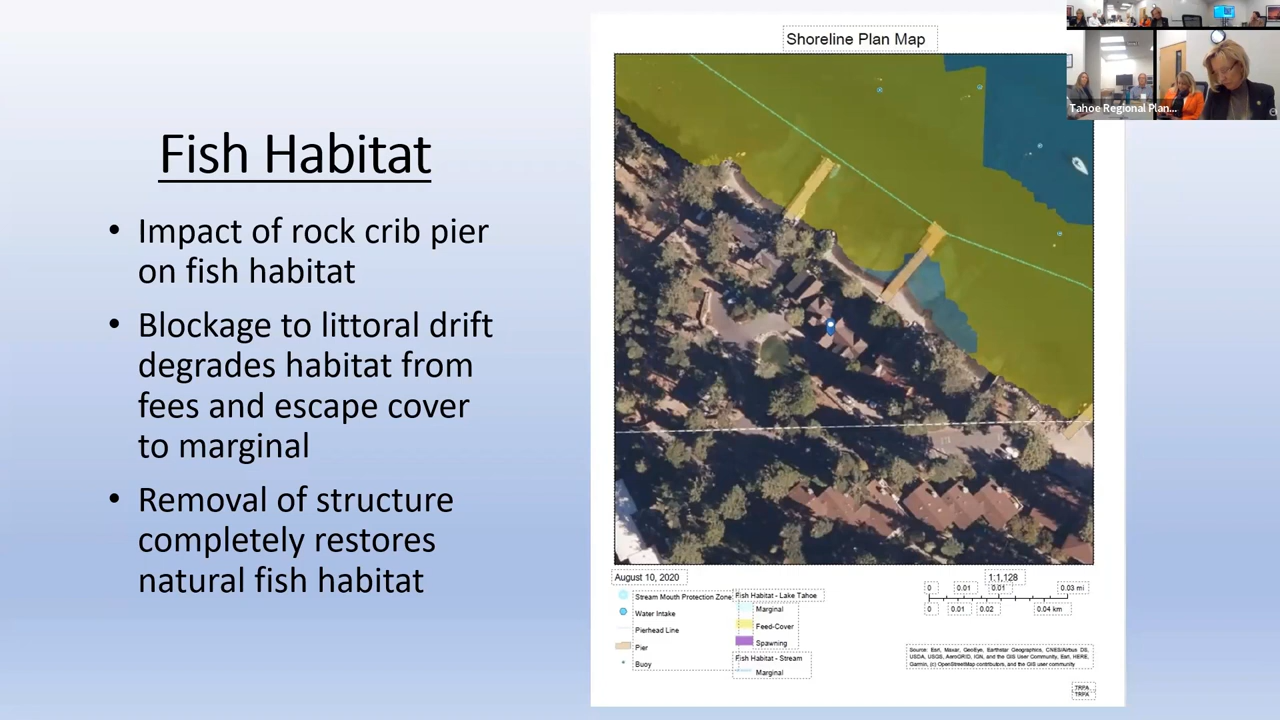 Fish Habitat
• Impact of rock crib pier
on fish habitat
• Blockage to littoral drift
degrades habitat from
fees and escape cover
to marginal
• Removal of structure
completely restores
natural fish habitat
Shoreline Plan Map
Tahoe Regional Plan...
August 10, 2020
Stream Mouth Protection Zone
Water Intake
Pierhead Line
Pier
Buoy
Fish Habitat - Lake Tahoe
Marginal
Feed-Cover
Spawning
Fish Habitat - Stream
Marginal
1:1,128
0 0.01 0.01 0.03 mi
0 0.01 0.02 0.04 km
Source: Esri, Maxar, GeoEye, Earthstar Geographics, CNES/Airbus DS,
USDA, USGS, AeroGRID, IGN, and the GIS User Community, Esri, HERE,
Garmin, (c) OpenStreetMap contributors, and the GIS user community
TRPA
TRPA